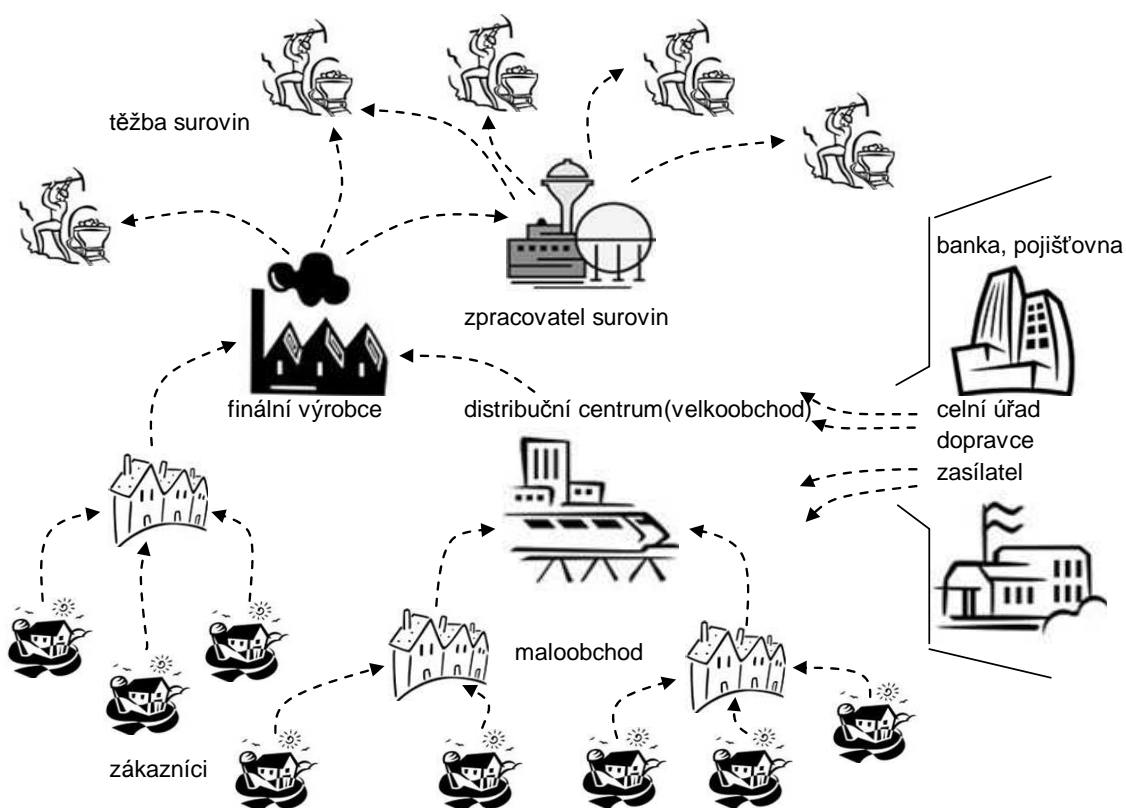 těžba surovin
banka, pojišťovna
zpracovatel surovin
finální výrobce
distribuční centrum(velkoobchod)
celní úřad
dopravce
zasílatel
maloobchod
zákazníci